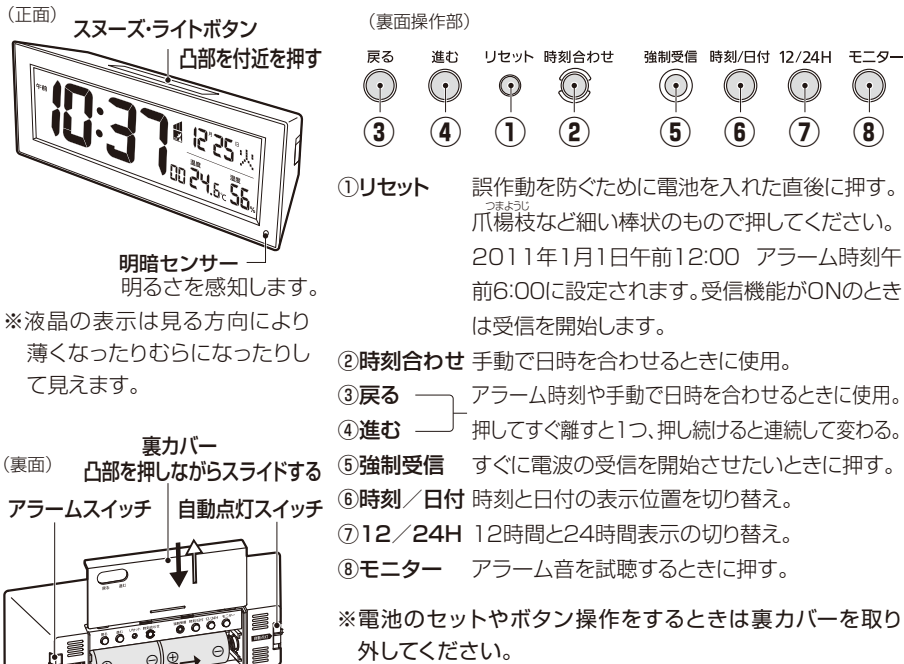 （正面）
スヌーズ・ライトボタン
凸部を付近を押す
午前 10:37 00
12月25日 火
温度 湿度
24.6℃ 56%
明暗センサー
明るさを感知します。
※液晶の表示は見る方向により
薄くなったりむらになったりし
て見えます。
（裏面）
裏カバー
凸部を押しながらスライドする
アラームスイッチ 自動点灯スイッチ
（裏面操作部）
戻る 進む リセット 時刻合わせ 強制受信 時刻/日付 12/24H モニター
③ ④ ① ② ⑤ ⑥ ⑦ ⑧
①リセット 誤作動を防ぐために電池を入れた直後に押す。
つまようじ
爪楊枝など細い棒状のもので押してください。
2011年1月1日午前12:00 アラーム時刻午
前6:00に設定されます。受信機能がONのとき
は受信を開始します。
②時刻合わせ 手動で日時を合わせるときに使用。
③戻る アラーム時刻や手動で日時を合わせるときに使用。
④進む 押してすぐ離すと1つ、押し続けると連続して変わる。
⑤強制受信 すぐに電波の受信を開始させたいときに押す。
⑥時刻／日付 時刻と日付の表示位置を切り替え。
⑦12／24H 12時間と24時間表示の切り替え。
⑧モニター アラーム音を試聴するときに押す。
※電池のセットやボタン操作をするときは裏カバーを取り
外してください。